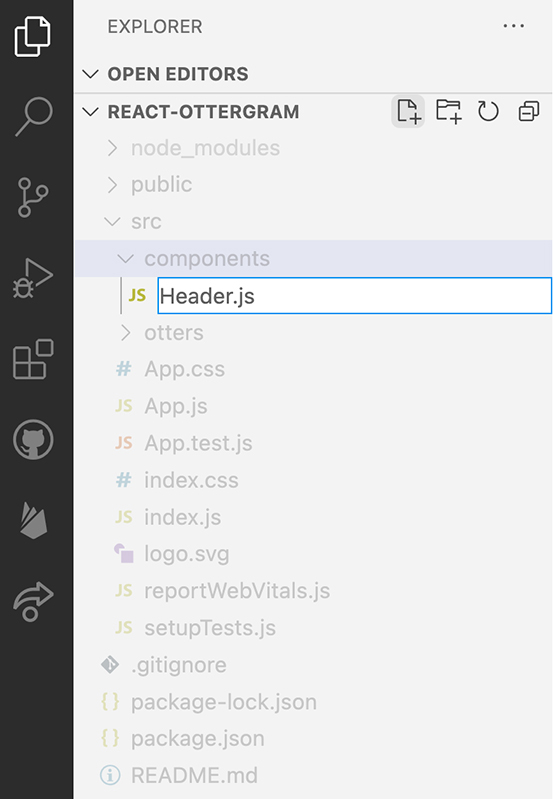 EXPLORER ...
OPEN EDITORS
REACT-OTTERGRAM
node_modules
public
src
components
JS Header.js
otters
# App.css
JS App.js
JS App.test.js
# index.css
JS index.js
logo.svg
JS reportWebVitals.js
JS setupTests.js
.gitignore
{} package-lock.json
{} package.json
README.md